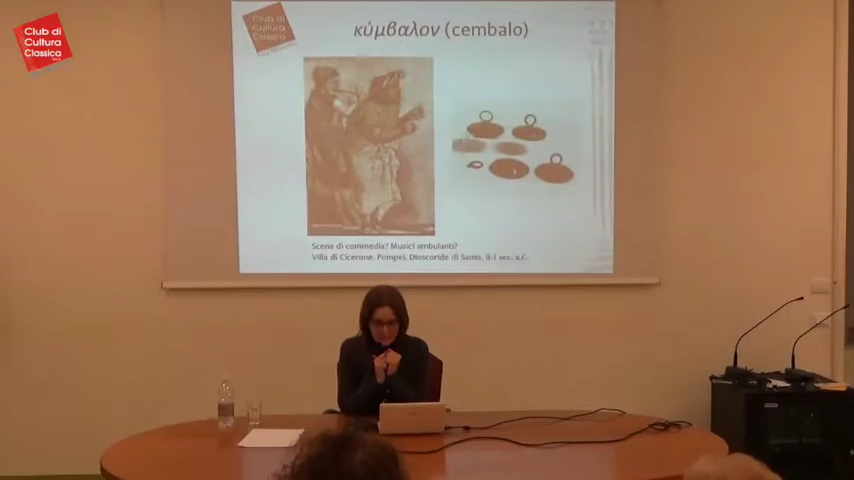 Club di
Cultura
Classica
Club di
Cultura
Classica
κύμβαλον (cembalo)
Scena di commedia? Musici ambulanti?
Villa di Cicerone, Pompei. Dioscoride di Samo, II-I sec. a.C.